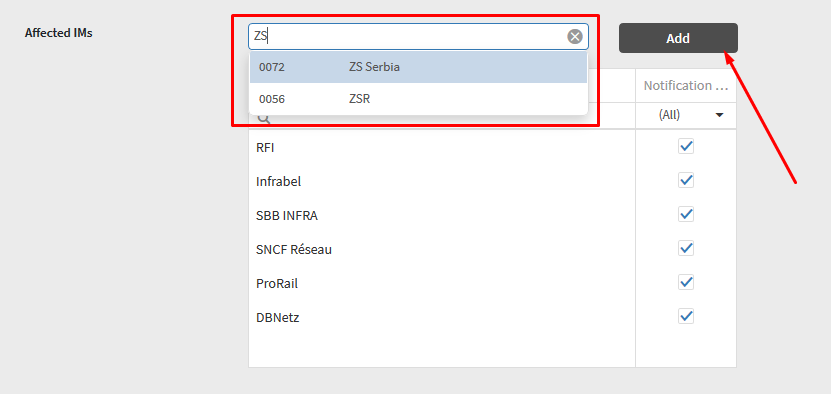 Affected IMs
ZS
Add
0072 ZS Serbia
0056 ZSR
Notification ...
(All)
RFI
Infrabel
SBB INFRA
SNCF Réseau
ProRail
DBNetz